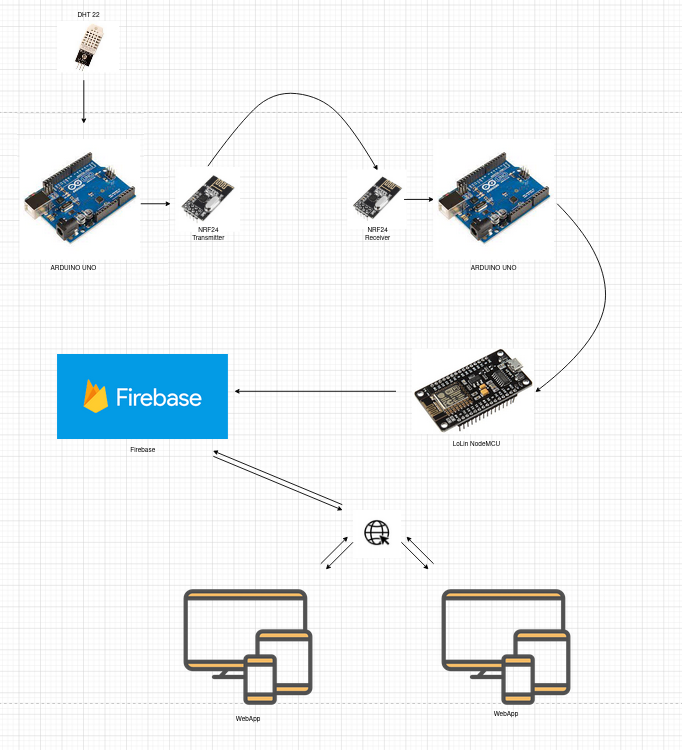 DHT 22
NRF24
Transmitter
NRF24
Receiver
ARDUINO UNO
ARDUINO UNO
Firebase
Firebase
LoLin NodeMCU
WebApp
WebApp